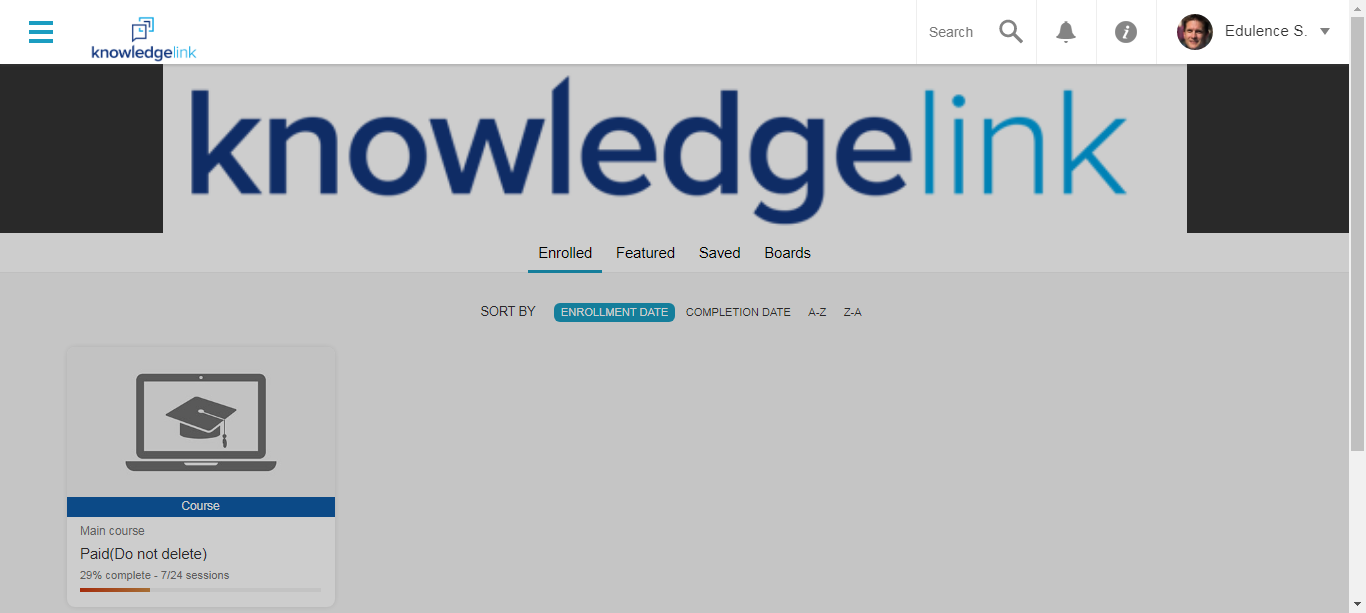 knowledgelink
Search
Edulence S.
knowledgelink
Enrolled Featured Saved Boards
SORT BY ENROLLMENT DATE COMPLETION DATE A-Z Z-A
Course
Main course
Paid(Do not delete)
29% complete - 7/24 sessions